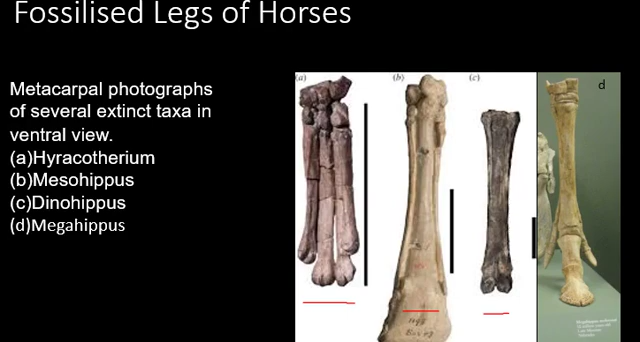 Fossilised Legs of Horses
Metacarpal photographs
of several extinct taxa in
ventral view.
(a)Hyracotherium
(b)Mesohippus
(c)Dinohippus
(d)Megahippus
(a)
(b)
(c)
d